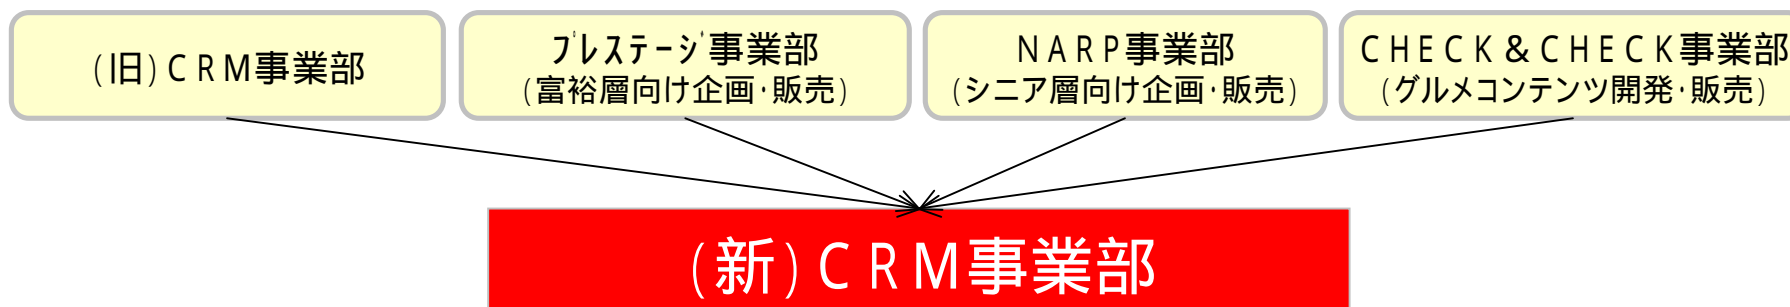 (旧)ＣＲＭ事業部
ﾌﾟﾚｽﾃｰｼﾞ事業部
(富裕層向け企画･販売)
ＮＡＲＰ事業部
(シニア層向け企画･販売)
ＣＨＥＣＫ＆ＣＨＥＣＫ事業部
(グルメコンテンツ開発･販売)
(新)ＣＲＭ事業部